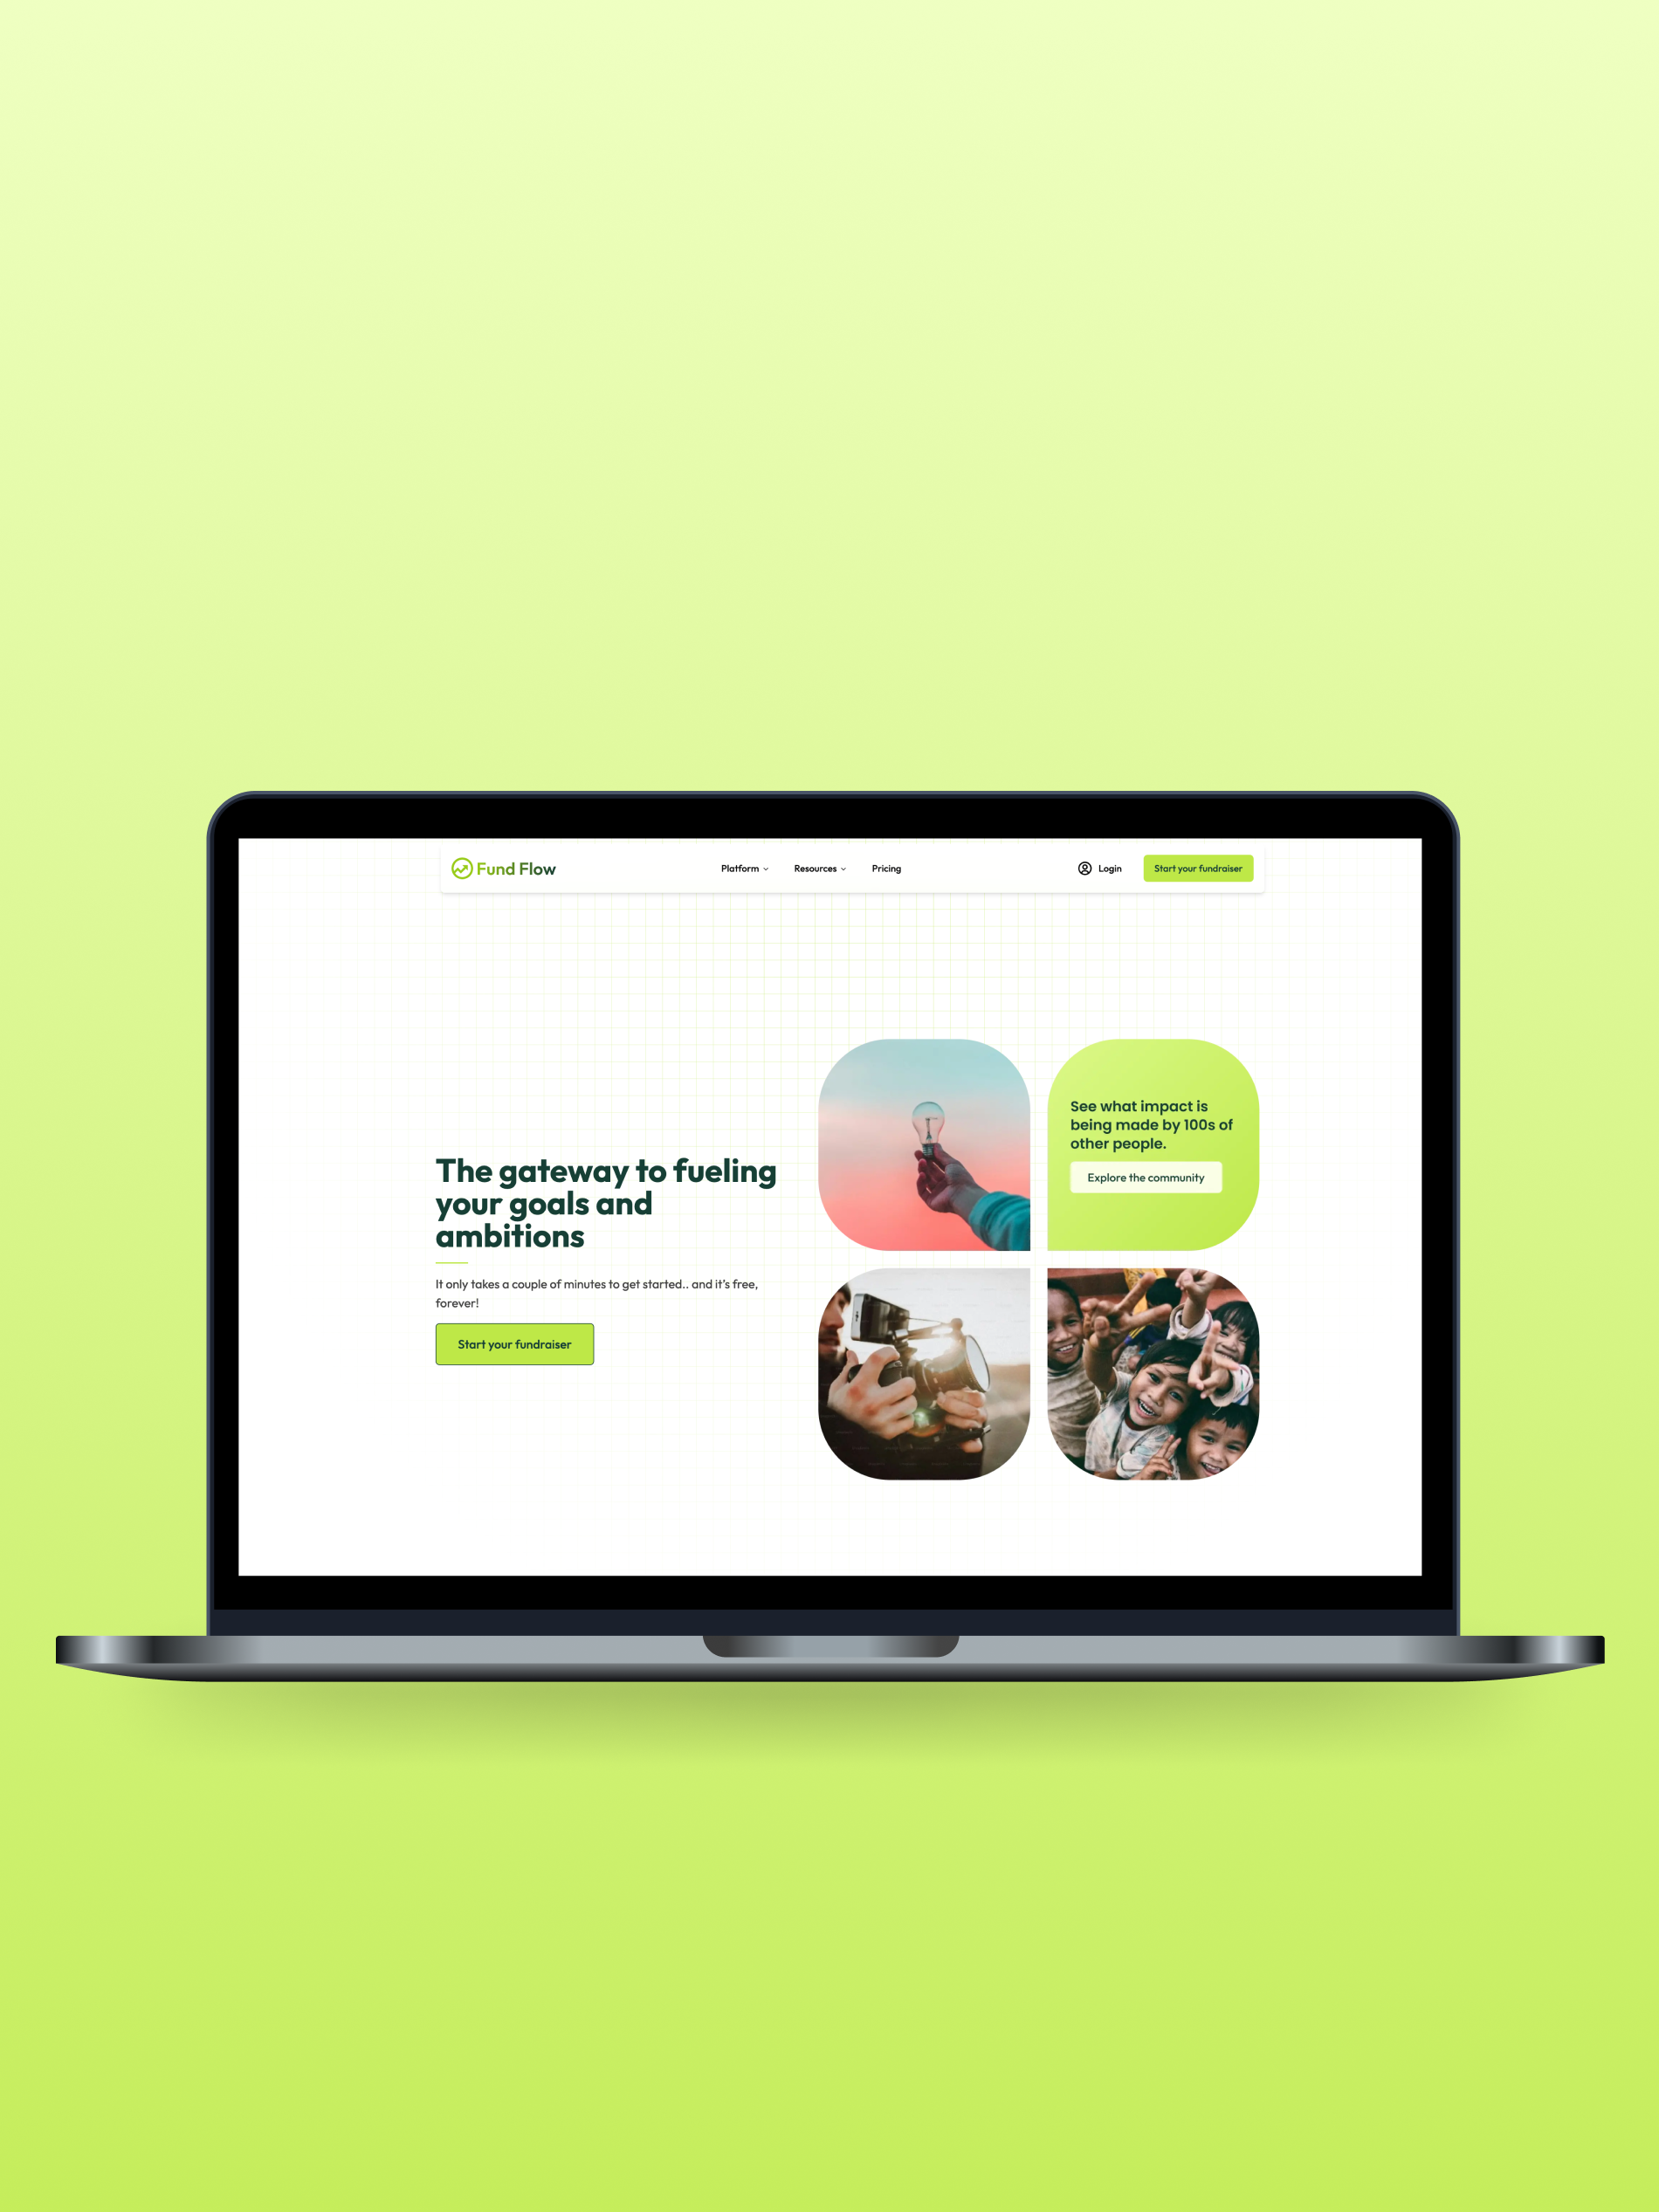 Fund Flow
Platform
Resources
Pricing
Login
Start your fundraiser
The gateway to fueling
your goals and
ambitions
It only takes a couple of minutes to get started.. and it's free,
forever!
Start your fundraiser
See what impact is
being made by 100s of
other people.
Explore the community